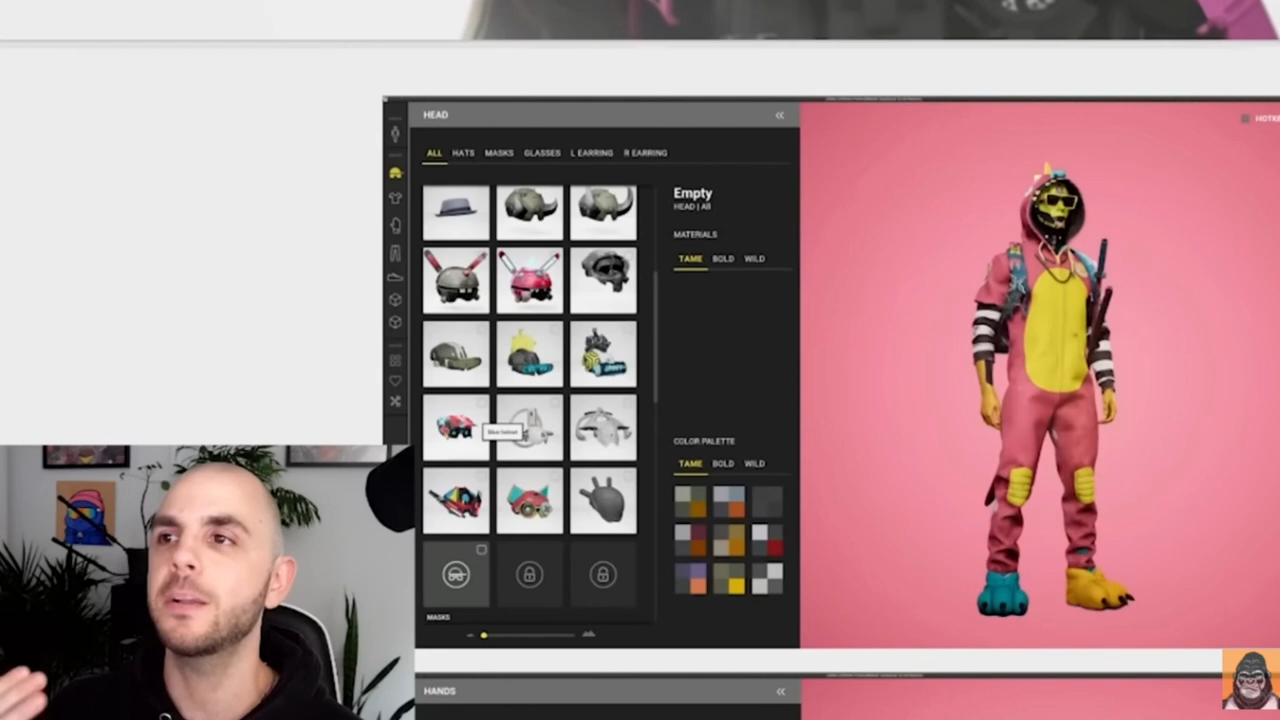 HEAD
ALL HATS MASKS GLASSES L EARRING R EARRING
Empty
HEAD | All
MATERIALS
TAME BOLD WILD
COLOR PALETTE
TAME BOLD WILD
MASKS
HANDS